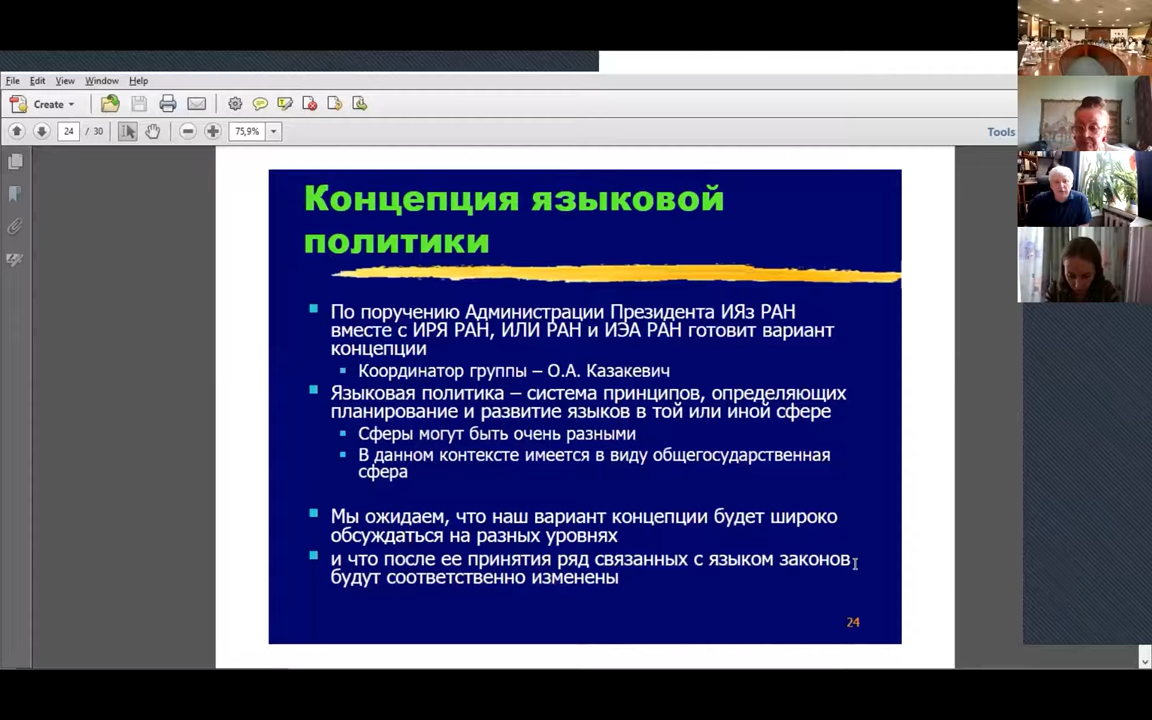 File Edit View Window Help
Create
24 / 30 75,9% Tools
Концепция языковой
политики
По поручению Администрации Президента ИЯз РАН
вместе с ИРЯ РАН, ИЛИ РАН и ИЭА РАН готовит вариант
концепции
Координатор группы – О.А. Казакевич
Языковая политика – система принципов, определяющих
планирование и развитие языков в той или иной сфере
Сферы могут быть очень разными
В данном контексте имеется в виду общегосударственная
сфера
Мы ожидаем, что наш вариант концепции будет широко
обсуждаться на разных уровнях
и что после ее принятия ряд связанных с языком законов
будут соответственно изменены
24